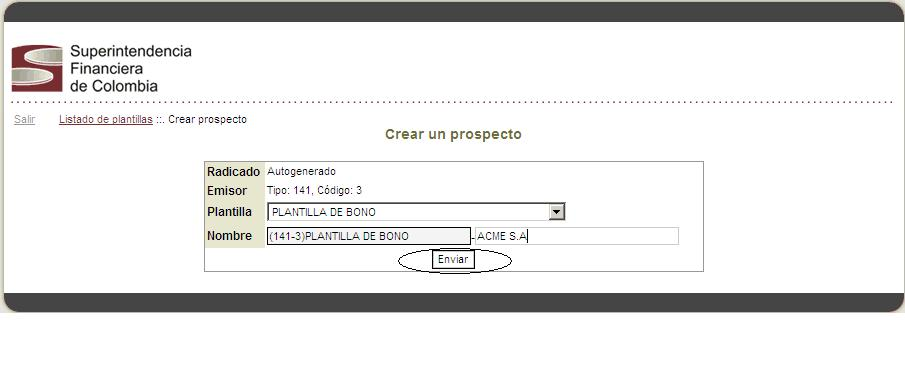 Superintendencia
Financiera
de Colombia
Salir Listado de plantillas ::. Crear prospecto
Crear un prospecto
Radicado Autogenerado
Emisor Tipo: 141, Código: 3
Plantilla PLANTILLA DE BONO
Nombre (141-3)PLANTILLA DE BONO - ACME S.A
Enviar